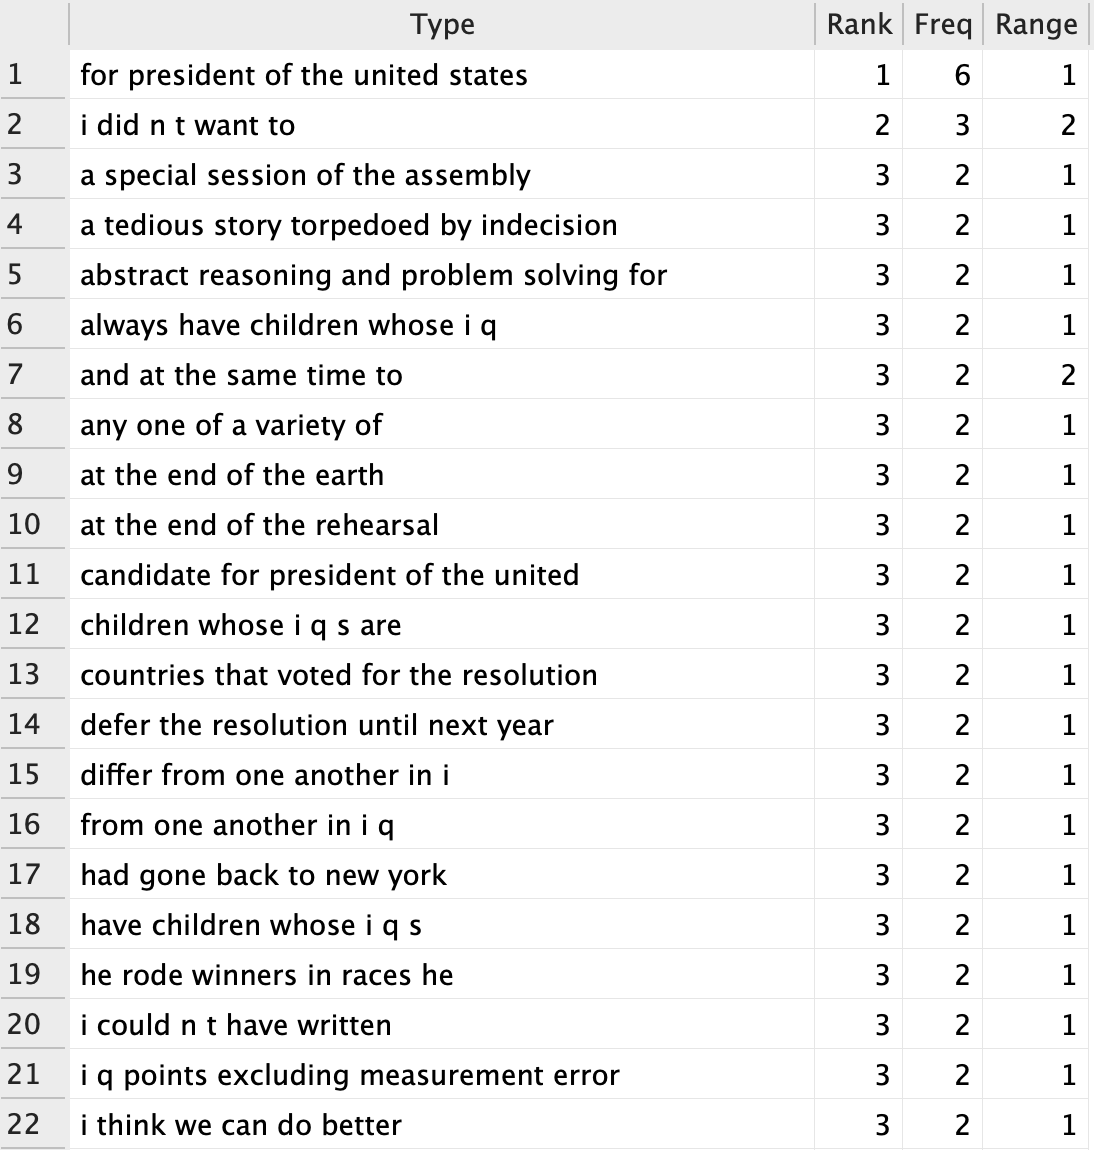 Type Rank Freq Range
1 for president of the united states 1 6 1
2 i did n t want to 2 3 2
3 a special session of the assembly 3 2 1
4 a tedious story torpedoed by indecision 3 2 1
5 abstract reasoning and problem solving for 3 2 1
6 always have children whose i q 3 2 1
7 and at the same time to 3 2 2
8 any one of a variety of 3 2 1
9 at the end of the earth 3 2 1
10 at the end of the rehearsal 3 2 1
11 candidate for president of the united 3 2 1
12 children whose i q s are 3 2 1
13 countries that voted for the resolution 3 2 1
14 defer the resolution until next year 3 2 1
15 differ from one another in i 3 2 1
16 from one another in i q 3 2 1
17 had gone back to new york 3 2 1
18 have children whose i q s 3 2 1
19 he rode winners in races he 3 2 1
20 i could n t have written 3 2 1
21 i q points excluding measurement error 3 2 1
22 i think we can do better 3 2 1